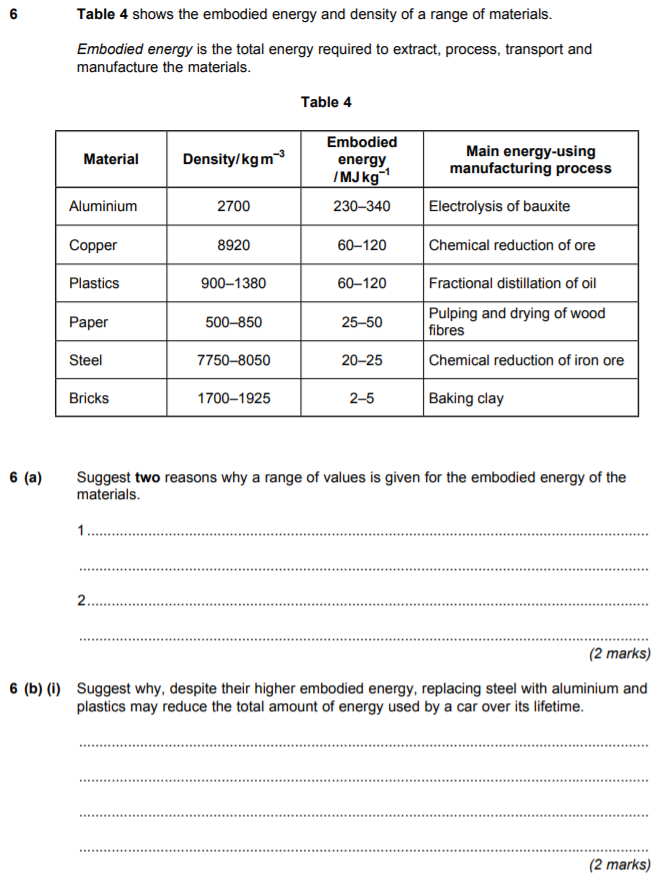 6 Table 4 shows the embodied energy and density of a range of materials.
Embodied energy is the total energy required to extract, process, transport and
manufacture the materials.
Table 4
Material Density/kg m⁻³ Embodied energy /MJ kg⁻¹ Main energy-using manufacturing process
Aluminium 2700 230–340 Electrolysis of bauxite
Copper 8920 60–120 Chemical reduction of ore
Plastics 900–1380 60–120 Fractional distillation of oil
Paper 500–850 25–50 Pulping and drying of wood fibres
Steel 7750–8050 20–25 Chemical reduction of iron ore
Bricks 1700–1925 2–5 Baking clay
6 (a) Suggest two reasons why a range of values is given for the embodied energy of the
materials.
1
2
(2 marks)
6 (b) (i) Suggest why, despite their higher embodied energy, replacing steel with aluminium and
plastics may reduce the total amount of energy used by a car over its lifetime.
(2 marks)